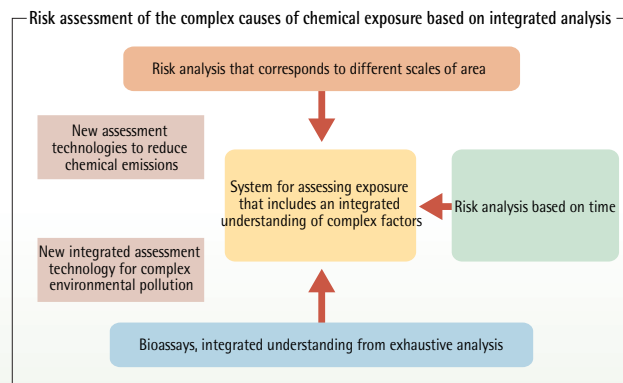 Risk assessment of the complex causes of chemical exposure based on integrated analysis
Risk analysis that corresponds to different scales of area
New assessment
technologies to reduce
chemical emissions
System for assessing exposure
that includes an integrated
understanding of complex factors
Risk analysis based on time
New integrated assessment
technology for complex
environmental pollution
Bioassays, integrated understanding from exhaustive analysis